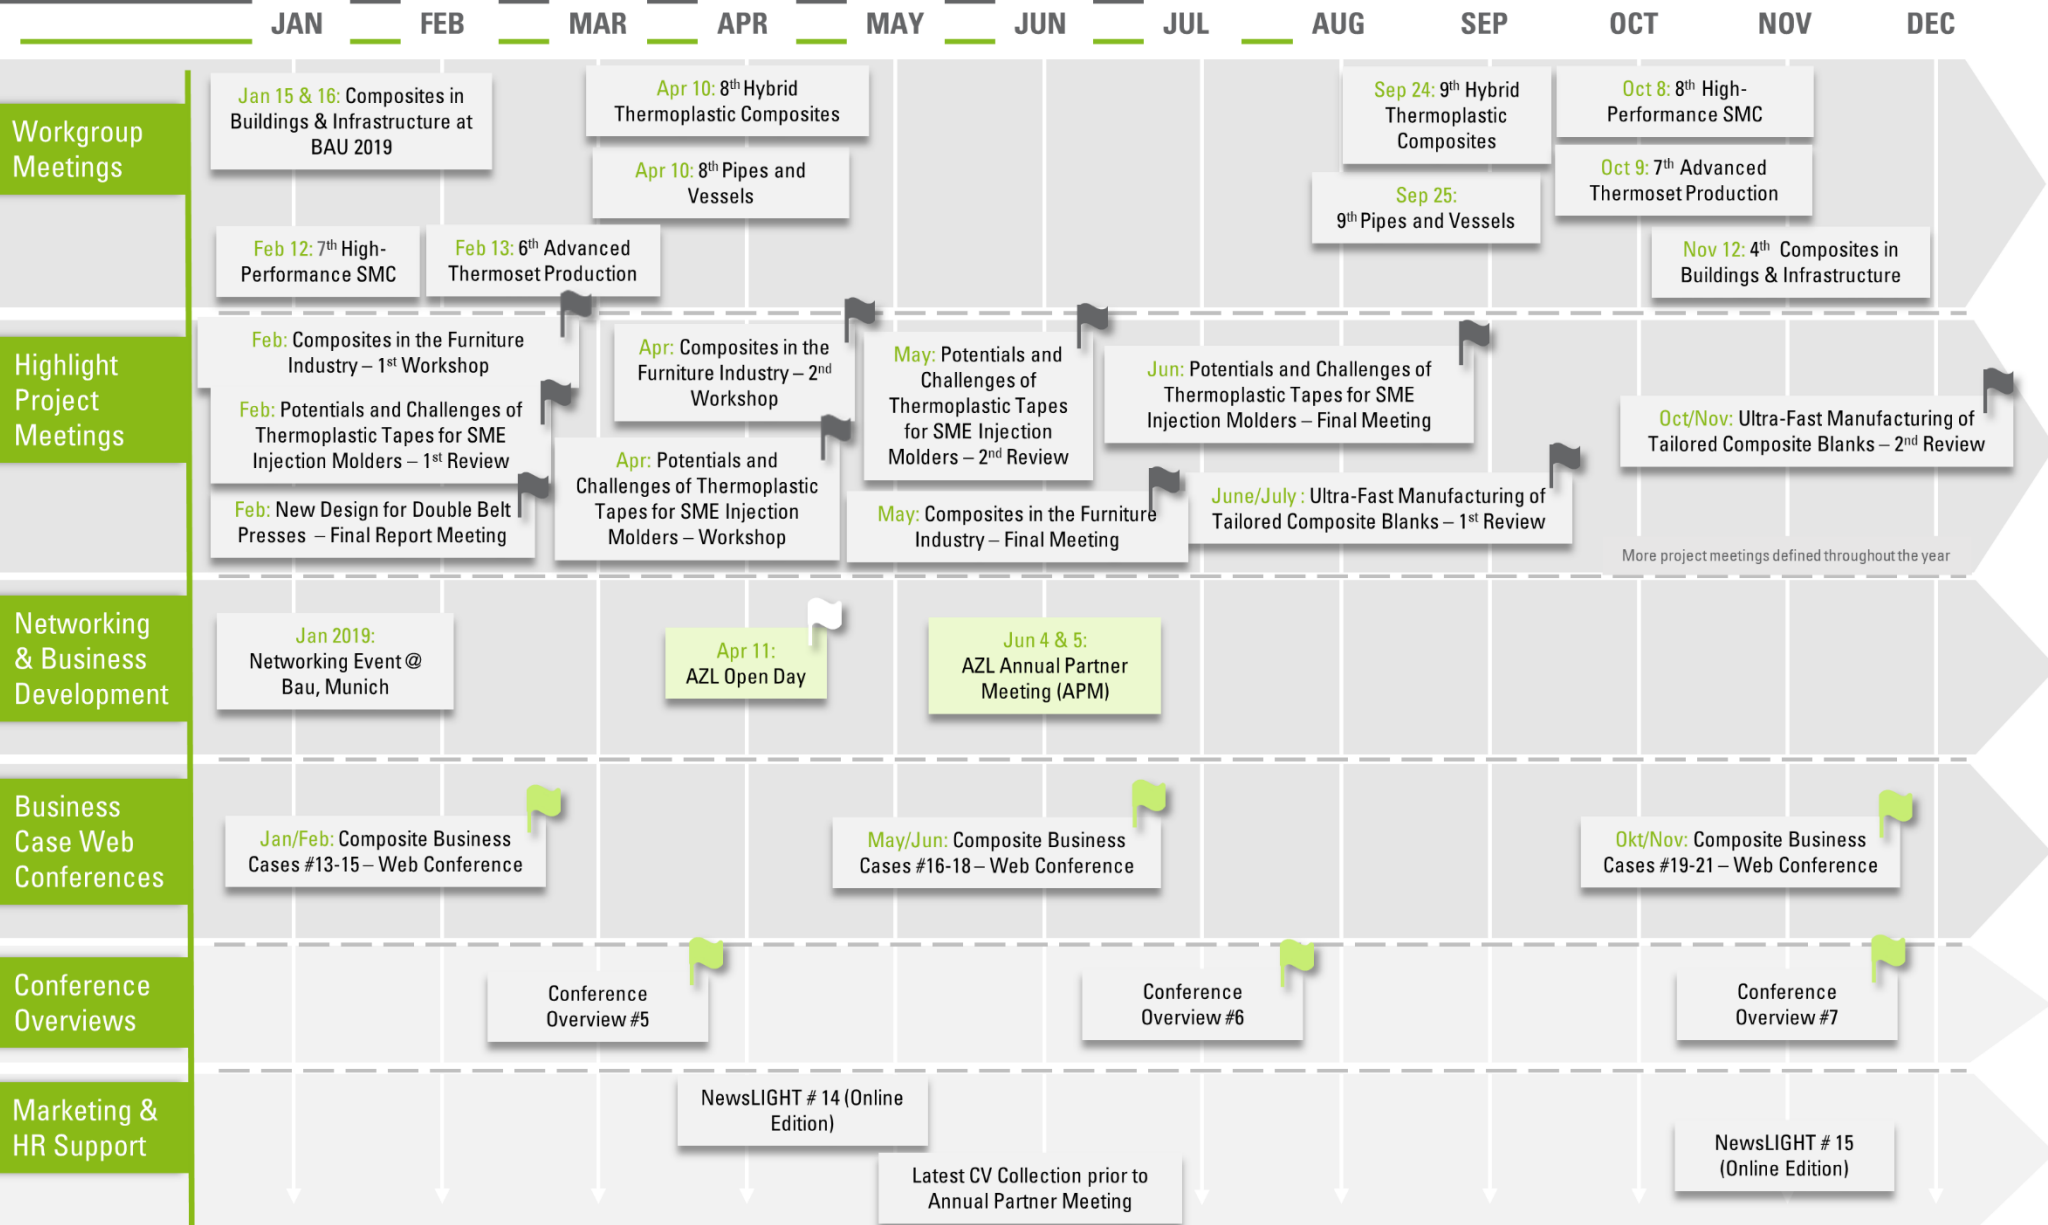 JAN FEB MAR APR MAY JUN JUL AUG SEP OCT NOV DEC
Workgroup
Meetings
Jan 15 & 16: Composites in
Buildings & Infrastructure at
BAU 2019
Feb 12: 7th High-
Performance SMC
Feb 13: 6th Advanced
Thermoset Production
Apr 10: 8th Hybrid
Thermoplastic Composites
Apr 10: 8th Pipes and
Vessels
Sep 24: 9th Hybrid
Thermoplastic
Composites
Sep 25:
9th Pipes and Vessels
Oct 8: 8th High-
Performance SMC
Oct 9: 7th Advanced
Thermoset Production
Nov 12: 4th Composites in
Buildings & Infrastructure
Highlight
Project
Meetings
Feb: Composites in the Furniture
Industry – 1st Workshop
Feb: Potentials and Challenges of
Thermoplastic Tapes for SME
Injection Molders – 1st Review
Feb: New Design for Double Belt
Presses – Final Report Meeting
Apr: Composites in the
Furniture Industry – 2nd
Workshop
Apr: Potentials and
Challenges of Thermoplastic
Tapes for SME Injection
Molders – Workshop
May: Potentials and
Challenges of
Thermoplastic Tapes
for SME Injection
Molders – 2nd Review
May: Composites in the Furniture
Industry – Final Meeting
Jun: Potentials and Challenges of
Thermoplastic Tapes for SME
Injection Molders – Final Meeting
June/July : Ultra-Fast Manufacturing of
Tailored Composite Blanks – 1st Review
Oct/Nov: Ultra-Fast Manufacturing of
Tailored Composite Blanks – 2nd Review
More project meetings defined throughout the year
Networking
& Business
Development
Jan 2019:
Networking Event @
Bau, Munich
Apr 11:
AZL Open Day
Jun 4 & 5:
AZL Annual Partner
Meeting (APM)
Business
Case Web
Conferences
Jan/Feb: Composite Business
Cases #13-15 – Web Conference
May/Jun: Composite Business
Cases #16-18 – Web Conference
Okt/Nov: Composite Business
Cases #19-21 – Web Conference
Conference
Overviews
Conference
Overview #5
Conference
Overview #6
Conference
Overview #7
Marketing &
HR Support
NewsLIGHT # 14 (Online
Edition)
Latest CV Collection prior to
Annual Partner Meeting
NewsLIGHT # 15
(Online Edition)